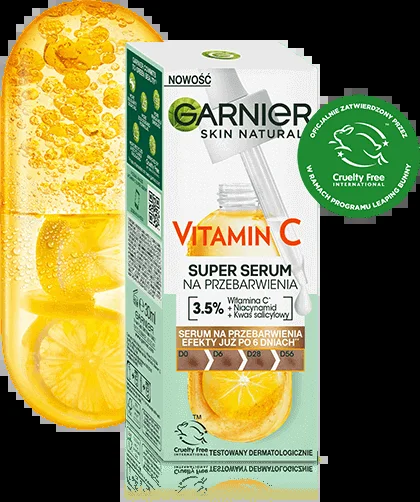 NOWOŚĆ
GARNIER
SKIN NATURAL
VITAMIN C
SUPER SERUM
NA PRZEBARWIENIA
3.5%
Witamina C*
+ Niacynamid
+ Kwas salicylowy
SERUM NA PRZEBARWIENIA
EFEKTY JUŻ PO 6 DNIACH**
D0 D6 D28 D56
TM
Cruelty Free
INTERNATIONAL
TESTOWANY DERMATOLOGICZNIE
OFICJALNIE ZATWIERDZONY PRZEZ
Cruelty Free
INTERNATIONAL
W RAMACH PROGRAMU LEAPING BUNNY